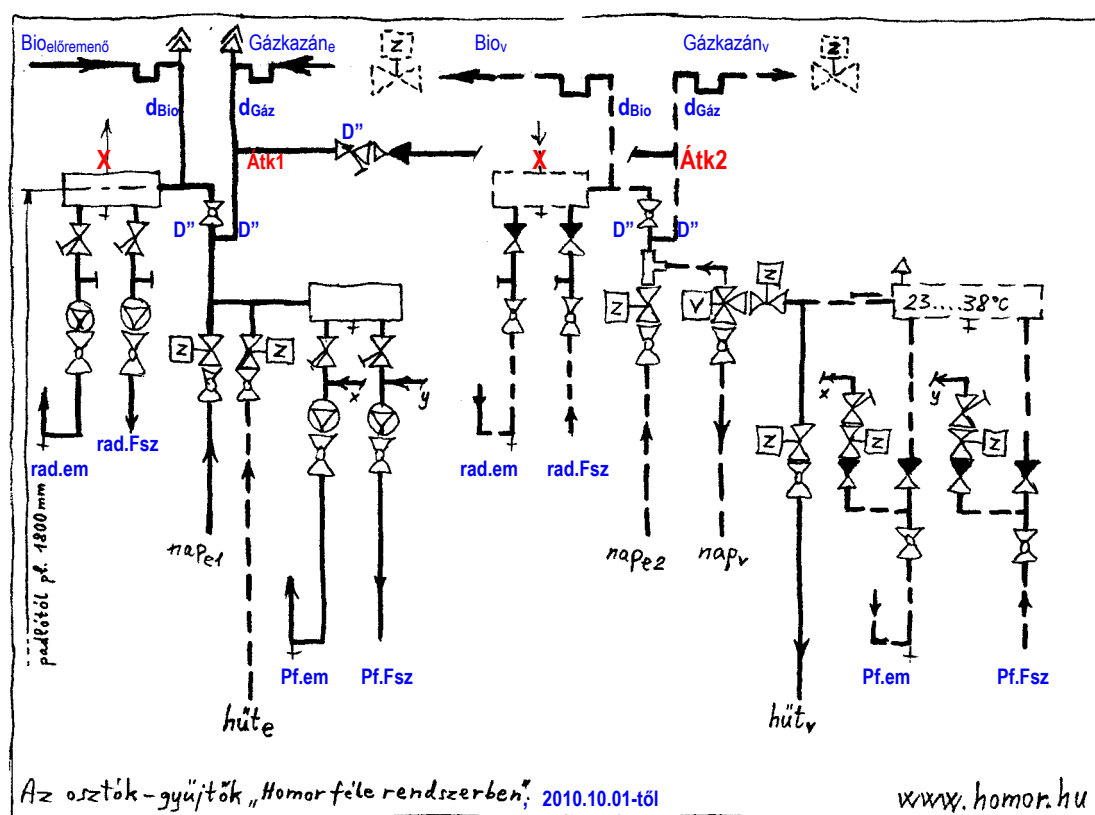 Bioelőremenő
Gázkazáne
Z
Biov
Gázkazánv
Z
dBio
dGáz
dBio
dGáz
D”
X
Átk1
X
Átk2
D”
D”
D”
D”
Z
23...38°C
Z
V
Z
Z
x
y
x
y
Z
Z
Z
rad.em
rad.Fsz
rad.em
rad.Fsz
nape1
nape2
napv
padlótól pl. 1800mm
Pf.em
Pf.Fsz
Pf.em
Pf.Fsz
hűte
hűtv
Az osztók-gyűjtők „Homor féle rendszerben”; 2010.10.01-től
www.homor.hu